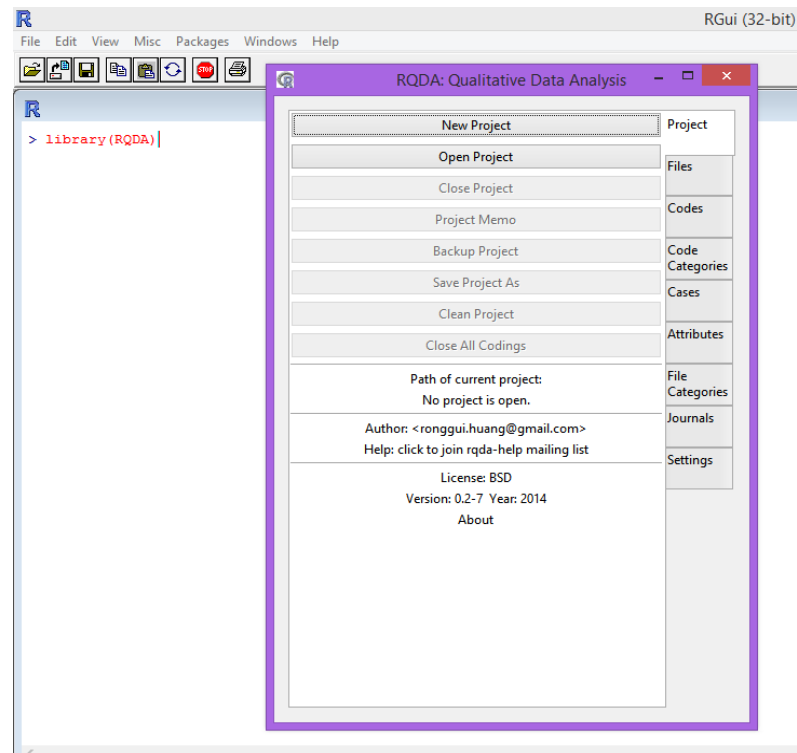 RGui (32-bit)
File Edit View Misc Packages Windows Help
STOP
> library(RQDA)
RQDA: Qualitative Data Analysis
New Project
Open Project
Close Project
Project Memo
Backup Project
Save Project As
Clean Project
Close All Codings
Path of current project:
No project is open.
Author: <ronggui.huang@gmail.com>
Help: click to join rqda-help mailing list
License: BSD
Version: 0.2-7 Year: 2014
About
Project
Files
Codes
Code
Categories
Cases
Attributes
File
Categories
Journals
Settings